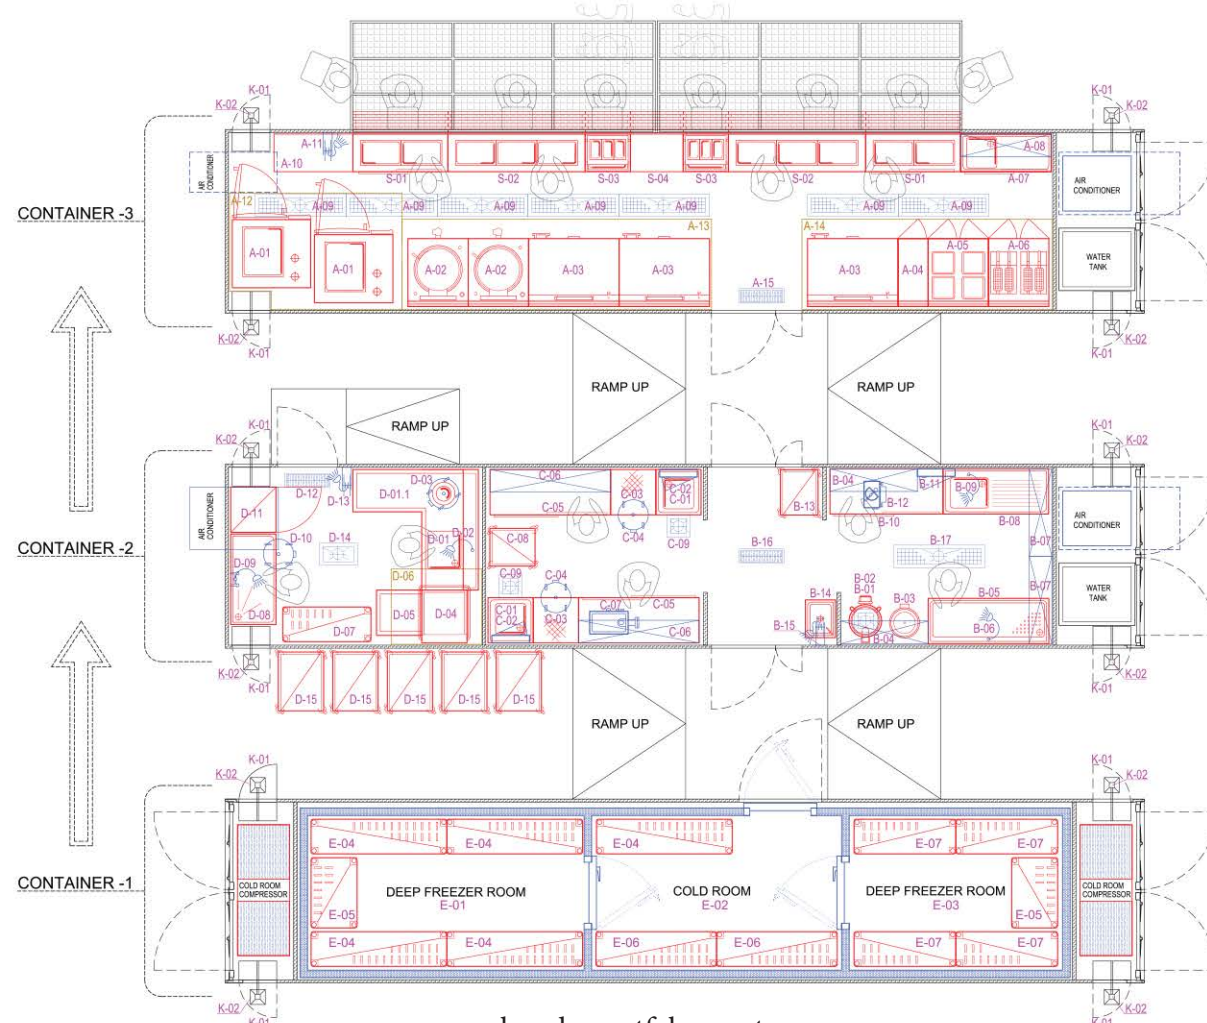 K-01 K-01
K-02 K-02
A-11 A-08
A-10 S-01 S-02 S-03 S-04 S-03 S-02 S-01 A-07
AIR CONDITIONER AIR CONDITIONER
A-12 A-09 A-09 A-09 A-09 A-09 A-09 A-09
CONTAINER -3
A-13 A-14
A-01 A-01 A-02 A-02 A-03 A-03 A-03 A-04 A-05 A-06
WATER TANK
A-15
K-02 K-02
K-01 K-01
RAMP UP RAMP UP
RAMP UP
K-01 K-01
K-02 K-02
D-12 D-13 D-01.1 D-03 C-06 C-03 C-02 C-01 B-04 B-11 B-09
D-11 C-05 C-04 B-13 B-12 B-10 B-08
AIR CONDITIONER AIR CONDITIONER
D-10 D-14 D-01 D-02 C-08 C-09 B-16 B-17 B-07
CONTAINER -2
D-09 D-06 C-09 C-04 B-02 B-01 B-03 B-14 B-05 B-07
WATER TANK
D-08 D-07 D-05 D-04 C-01 C-02 C-03 C-07 C-05 C-06 B-15 B-04 B-06
K-02 K-02
K-01 K-01
D-15 D-15 D-15 D-15 D-15
RAMP UP RAMP UP
K-01 K-01
K-02 K-02
E-04 E-04 E-04 E-07 E-07
CONTAINER -1
COLD ROOM COMPRESSOR DEEP FREEZER ROOM COLD ROOM DEEP FREEZER ROOM COLD ROOM COMPRESSOR
E-01 E-02 E-03
E-05 E-05
E-04 E-04 E-06 E-06 E-07 E-07
K-02 K-02
K-01 K-01